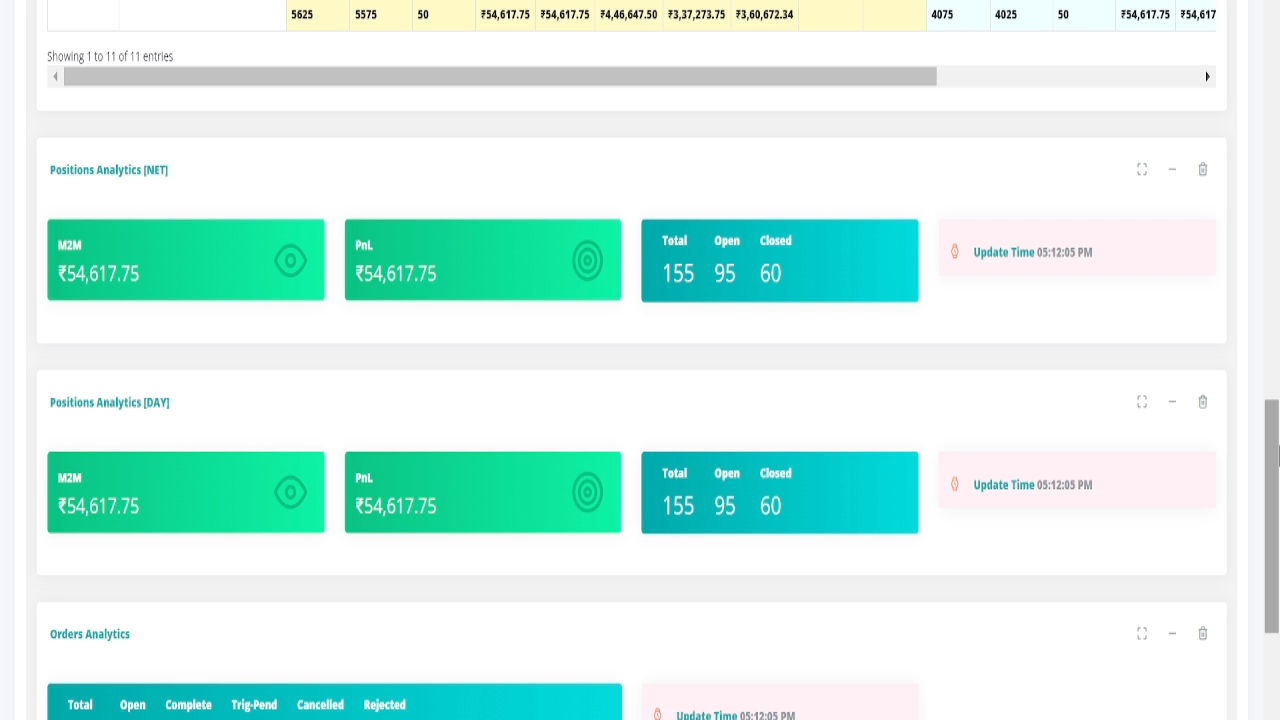 5625 5575 50 ₹54,617.75 ₹54,617.75 ₹4,46,647.50 ₹3,37,273.75 ₹3,60,672.34 4075 4025 50 ₹54,617.75 ₹54,617
Showing 1 to 11 of 11 entries
Positions Analytics [NET]
M2M
₹54,617.75
PnL
₹54,617.75
Total Open Closed
155 95 60
Update Time 05:12:05 PM
Positions Analytics [DAY]
M2M
₹54,617.75
PnL
₹54,617.75
Total Open Closed
155 95 60
Update Time 05:12:05 PM
Orders Analytics
Total Open Complete Trig-Pend Cancelled Rejected
Update Time 05:12:05 PM